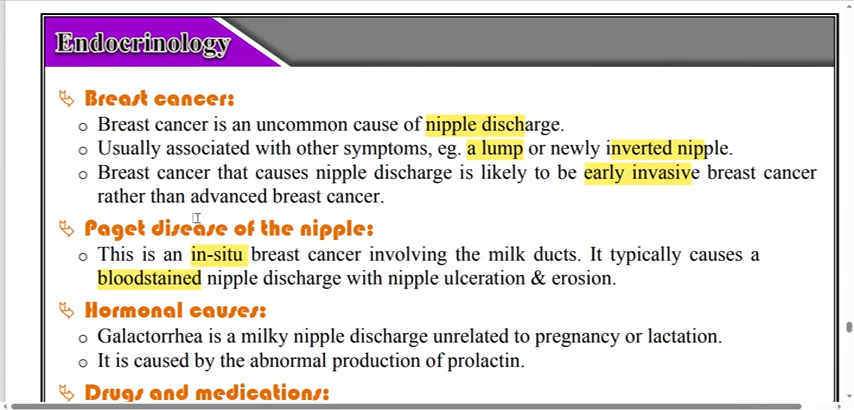 Endocrinology
Breast cancer:
o Breast cancer is an uncommon cause of nipple discharge.
o Usually associated with other symptoms, eg. a lump or newly inverted nipple.
o Breast cancer that causes nipple discharge is likely to be early invasive breast cancer
rather than advanced breast cancer.
Paget disease of the nipple:
o This is an in-situ breast cancer involving the milk ducts. It typically causes a
bloodstained nipple discharge with nipple ulceration & erosion.
Hormonal causes:
o Galactorrhea is a milky nipple discharge unrelated to pregnancy or lactation.
o It is caused by the abnormal production of prolactin.
Drugs and medications: